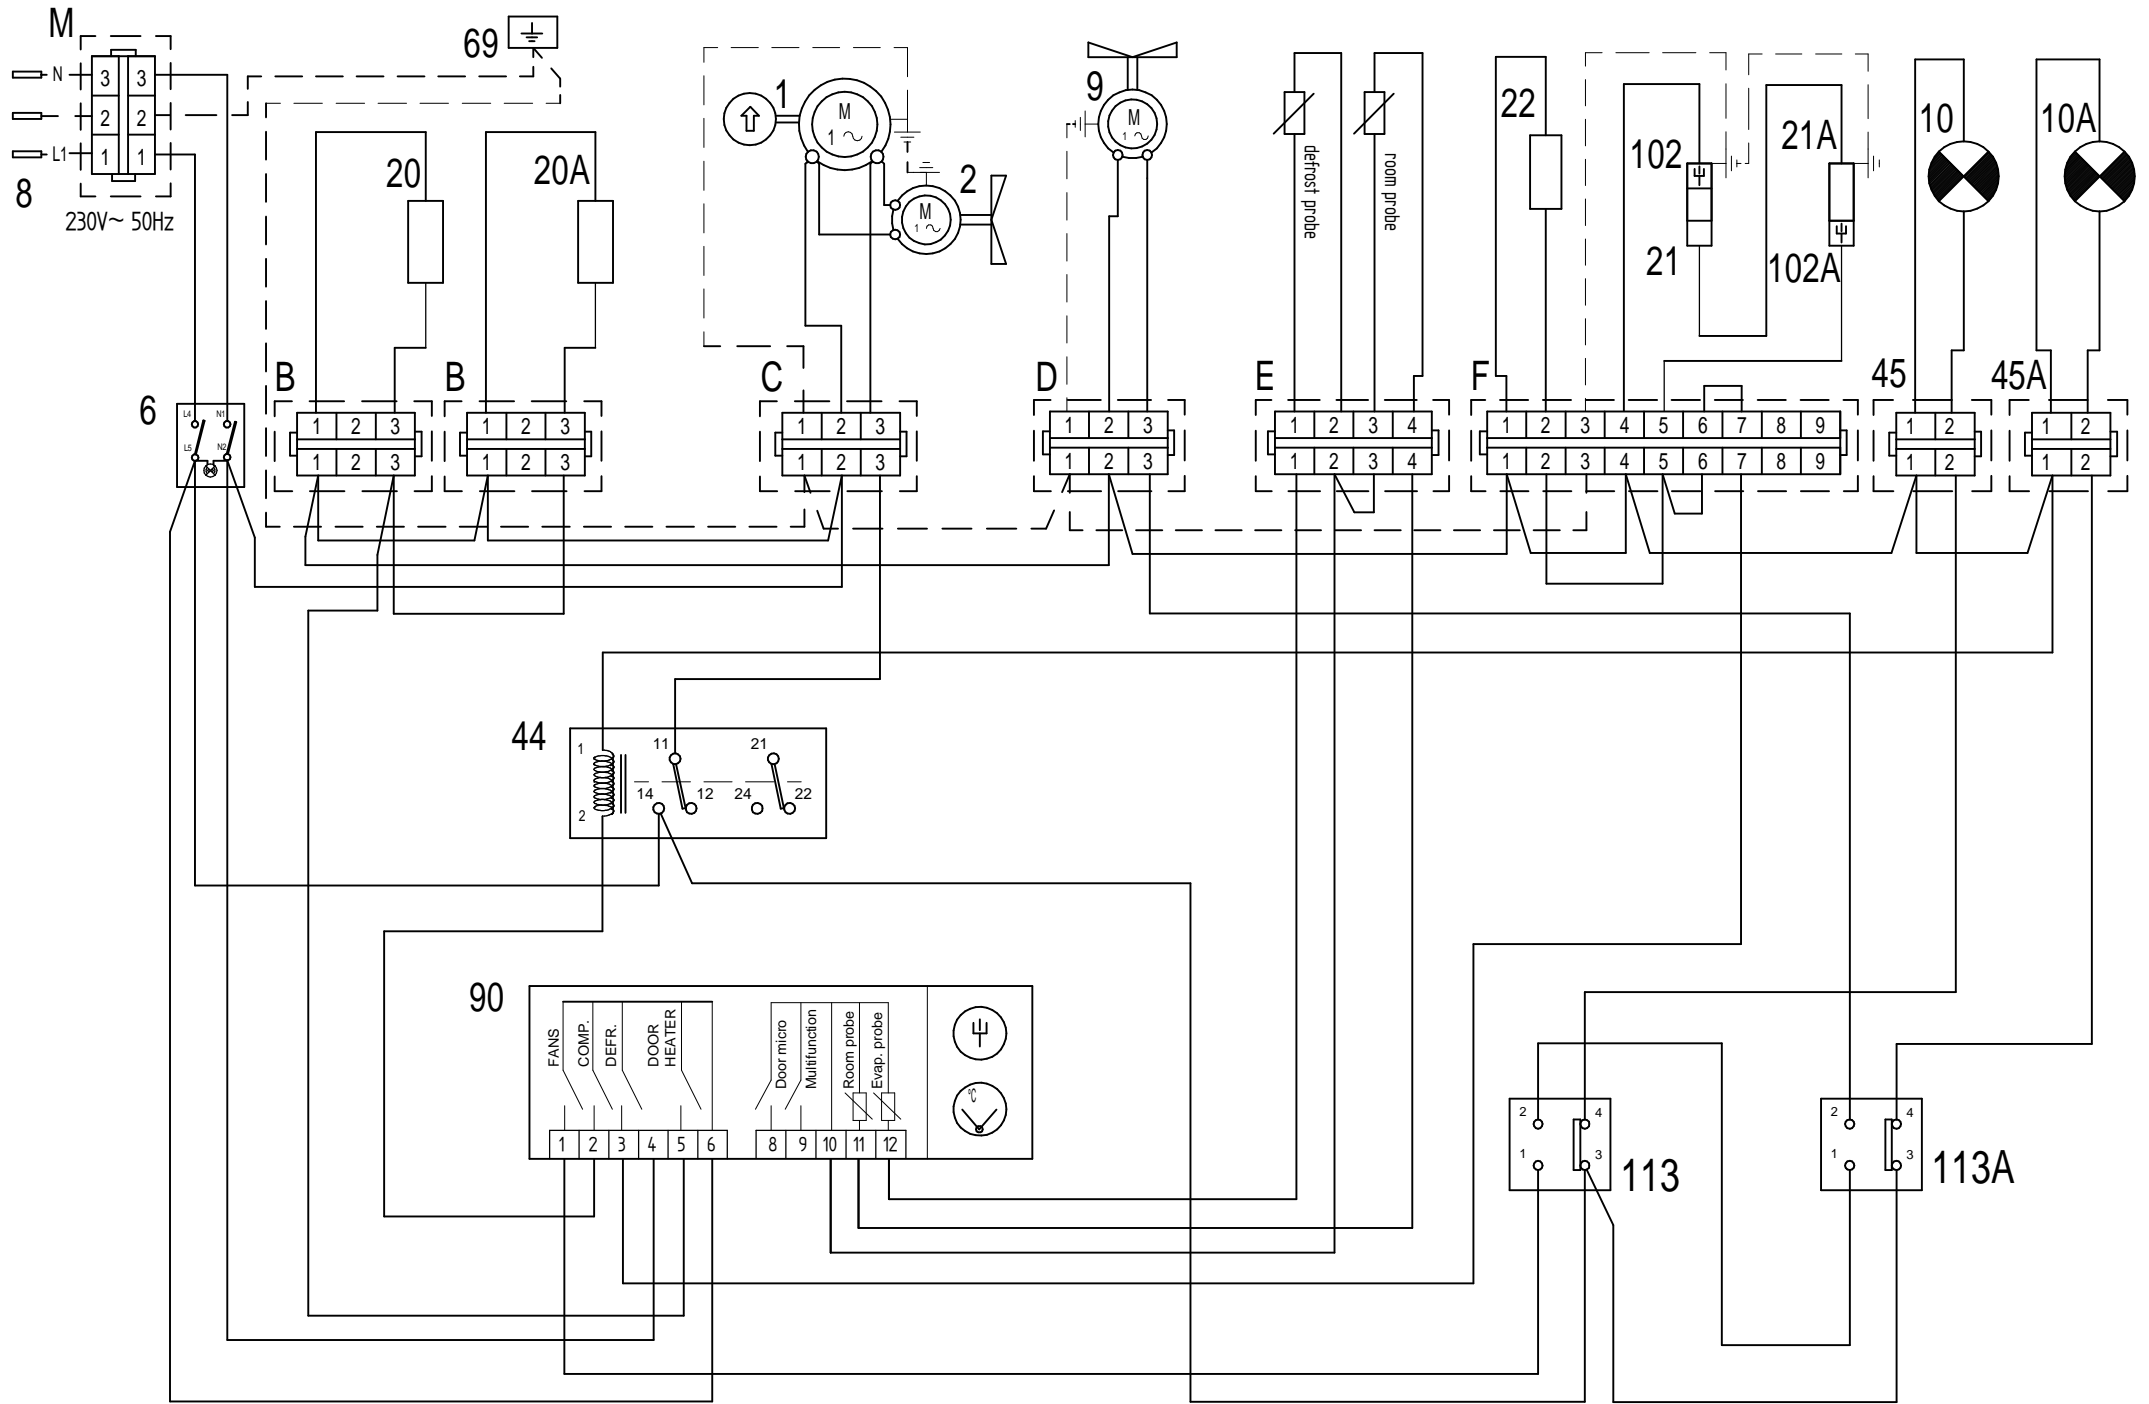 M
N
3 3
2 2
L1
1 1
8
230V~ 50Hz
69
20
20A
1
M
1~
2
M
1~
9
M
1~
defrost probe
room probe
22
102
21
21A
102A
10
10A
6
L4 N1
L5 N2
B
1 2 3
1 2 3
B
1 2 3
1 2 3
C
1 2 3
1 2 3
D
1 2 3
1 2 3
E
1 2 3 4
1 2 3 4
F
1 2 3 4 5 6 7 8 9
1 2 3 4 5 6 7 8 9
45
1 2
1 2
45A
1 2
1 2
44
1 11 21
14 12 24 22
2
90
FANS
COMP.
DEFR.
DOOR
HEATER
Door micro
Multifunction
Room probe
Evap. probe
°C
1 2 3 4 5 6
8 9 10 11 12
2 4
1 3
113
2 4
1 3
113A